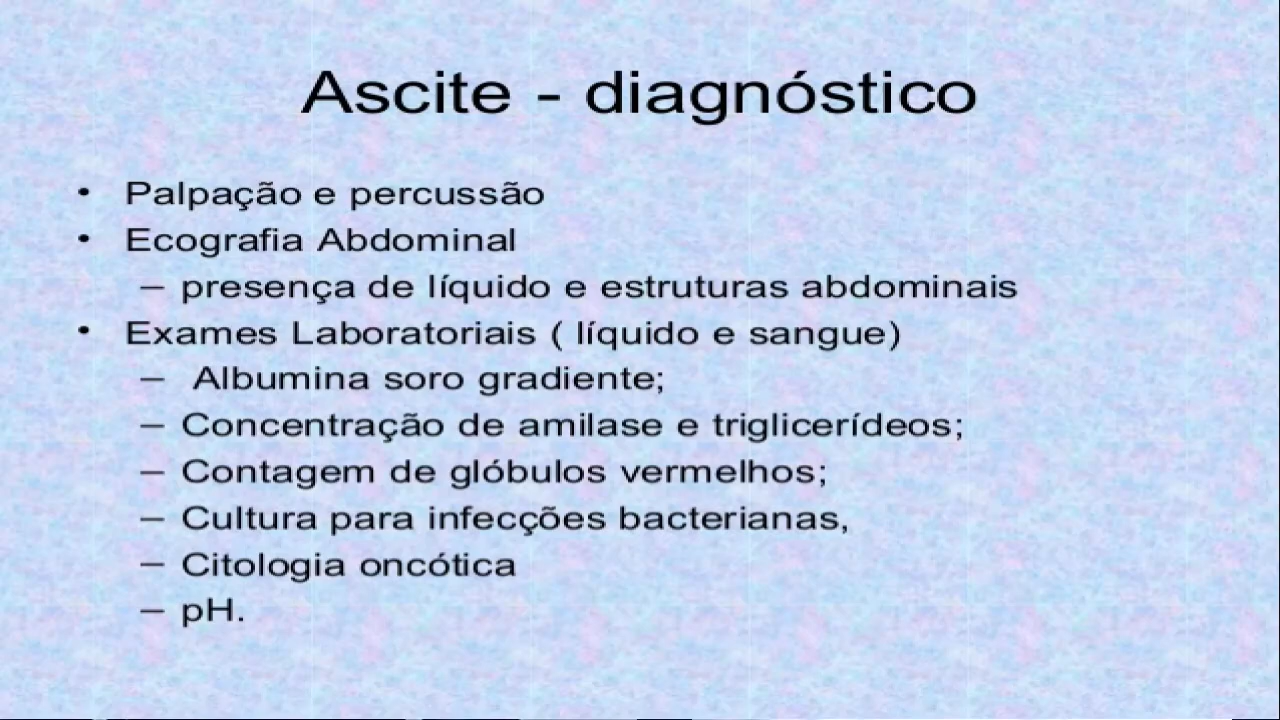 Ascite - diagnóstico
• Palpação e percussão
• Ecografia Abdominal
– presença de líquido e estruturas abdominais
• Exames Laboratoriais ( líquido e sangue)
– Albumina soro gradiente;
– Concentração de amilase e triglicerídeos;
– Contagem de glóbulos vermelhos;
– Cultura para infecções bacterianas,
– Citologia oncótica
– pH.